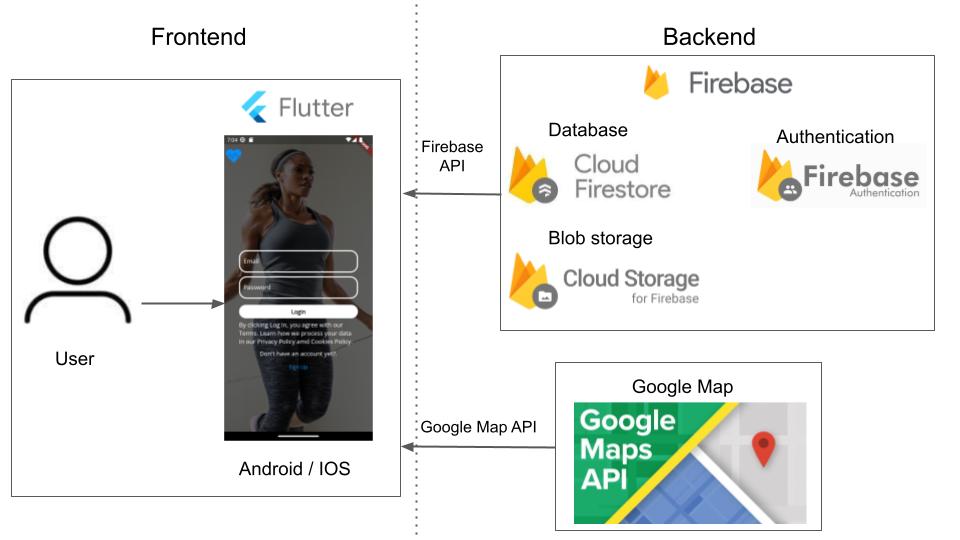 Frontend
Backend
Flutter
7:04
Email
Password
Login
By clicking Log In, you agree with our
Terms. Learn how we process your data
in our Privacy Policy amd Cookies Policy
Don't have an account yet?.
Sign Up
User
Android / IOS
Firebase
API
Google Map API
Firebase
Database
Cloud
Firestore
Authentication
Firebase
Authentication
Blob storage
Cloud Storage
for Firebase
Google Map
Google
Maps
API